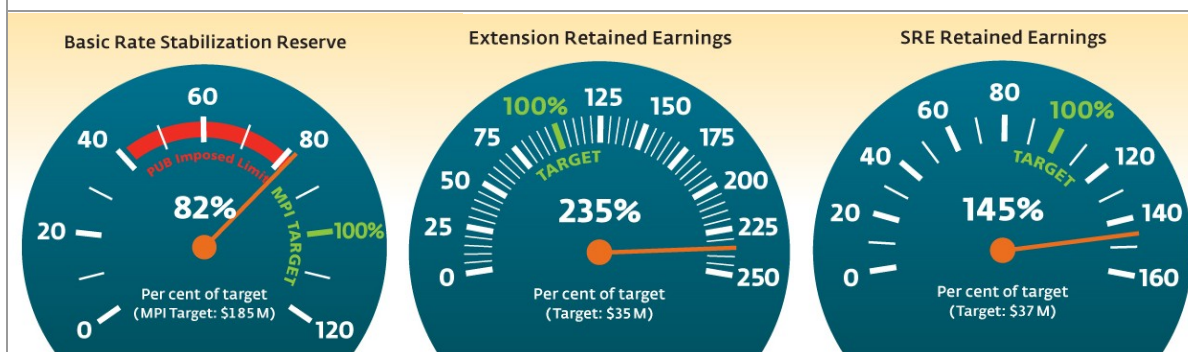 Basic Rate Stabilization Reserve
0
20
40
60
80
100%
120
PUB Imposed Limit
MPI TARGET
82%
Per cent of target
(MPI Target: $185 M)
Extension Retained Earnings
0
25
50
75
100%
125
150
175
200
225
250
TARGET
235%
Per cent of target
(Target: $35 M)
SRE Retained Earnings
0
20
40
60
80
100%
120
140
160
TARGET
145%
Per cent of target
(Target: $37 M)